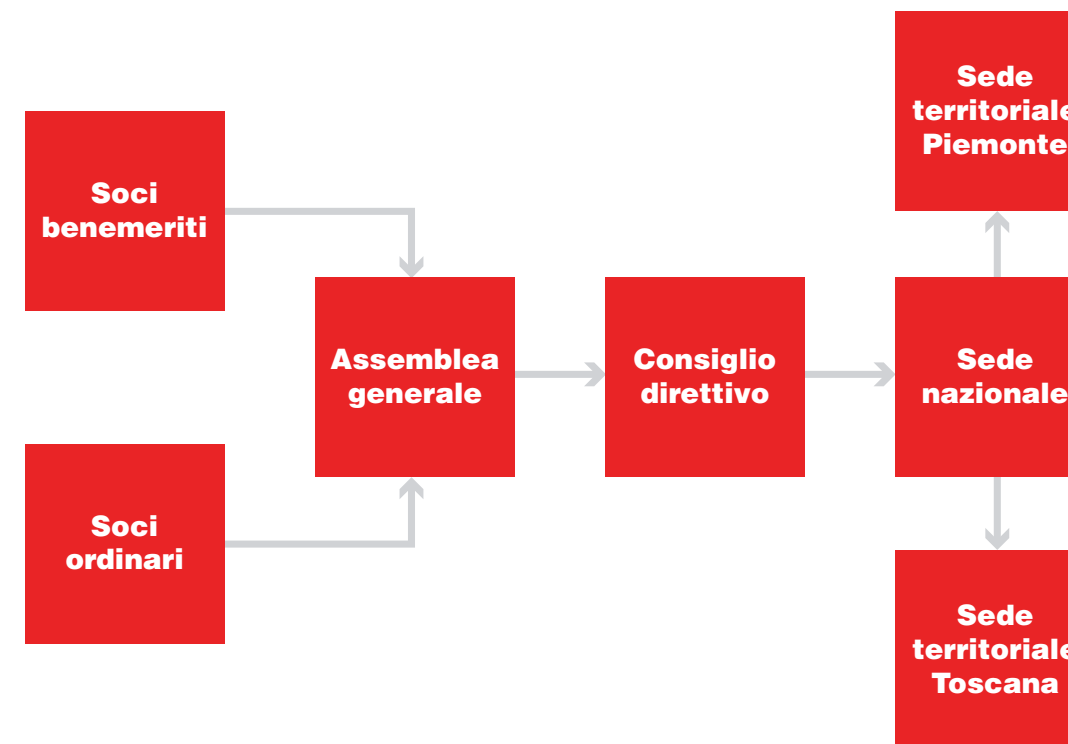 Soci
benemeriti
Soci
ordinari
Assemblea
generale
Consiglio
direttivo
Sede
territoriale
Piemonte
Sede
nazionale
Sede
territoriale
Toscana